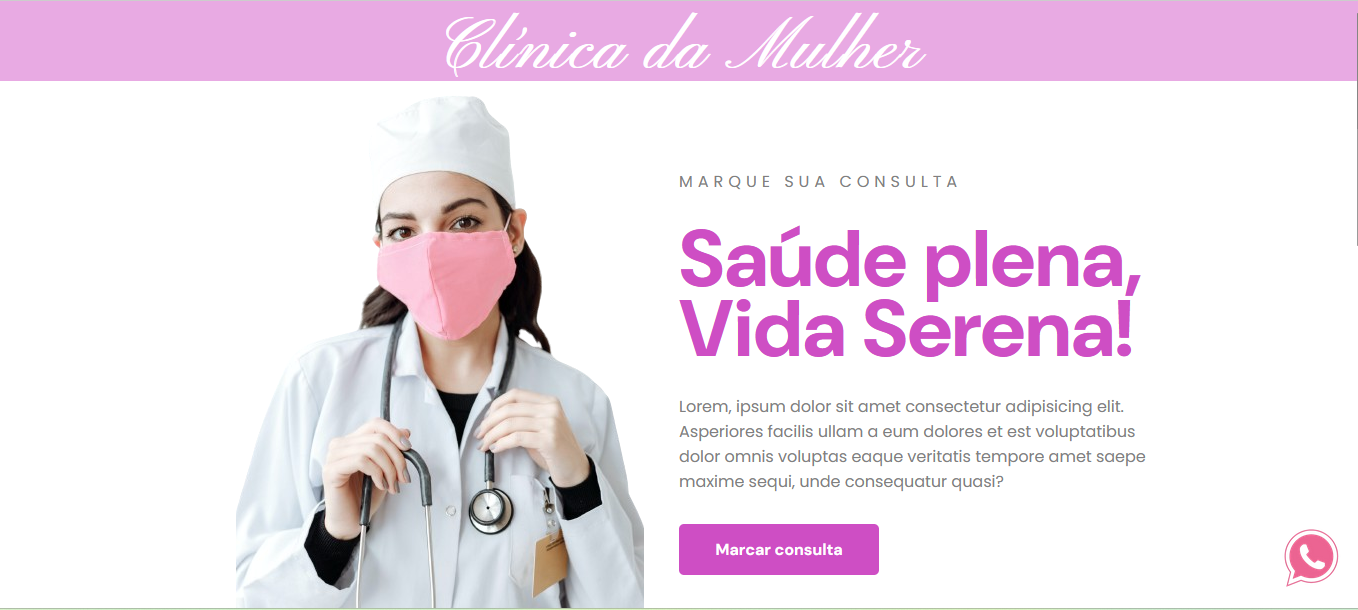 Clínica da Mulher
MARQUE SUA CONSULTA
Saúde plena,
Vida Serena!
Lorem, ipsum dolor sit amet consectetur adipisicing elit.
Asperiores facilis ullam a eum dolores et est voluptatibus
dolor omnis voluptas eaque veritatis tempore amet saepe
maxime sequi, unde consequatur quasi?
Marcar consulta